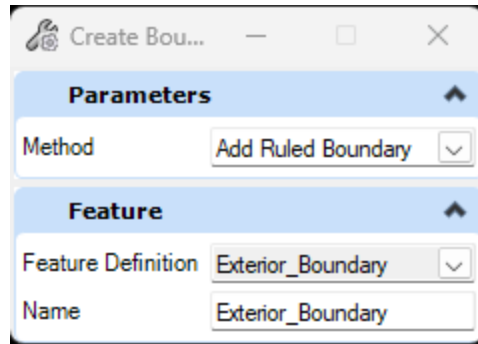 Create Bou...
Parameters
Method Add Ruled Boundary
Feature
Feature Definition Exterior_Boundary
Name Exterior_Boundary